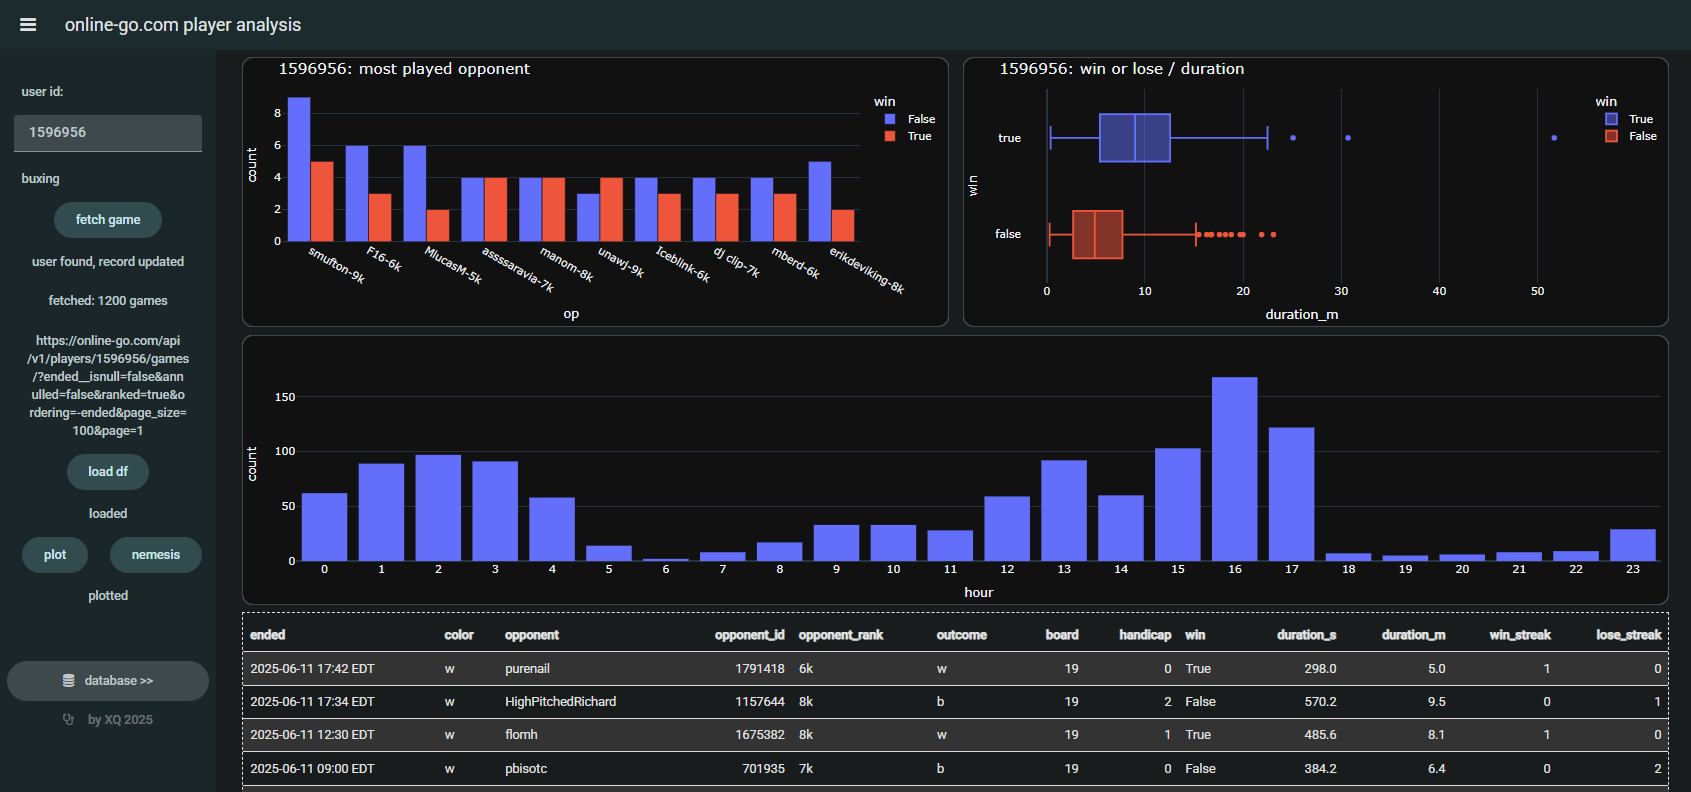 online-go.com player analysis
user id:
1596956
buxing
fetch game
user found, record updated
fetched: 1200 games
https://online-go.com/api
/v1/players/1596956/games
/?ended__isnull=false&ann
ulled=false&ranked=true&o
rdering=-ended&page_size=
100&page=1
load df
loaded
plot nemesis
plotted
database >>
by XQ 2025
1596956: most played opponent
win
False
True
8
6
4
2
0
count
smufton-9k
F16-6k
MlucasM-5k
assssaravia-7k
manom-8k
unawj-9k
Iceblink-6k
dj clip-7k
mberd-6k
erikdeviking-8k
op
1596956: win or lose / duration
win
True
False
true
false
win
0 10 20 30 40 50
duration_m
150
100
50
0
count
0 1 2 3 4 5 6 7 8 9 10 11 12 13 14 15 16 17 18 19 20 21 22 23
hour
ended color opponent opponent_id opponent_rank outcome board handicap win duration_s duration_m win_streak lose_streak
2025-06-11 17:42 EDT w purenail 1791418 6k w 19 0 True 298.0 5.0 1 0
2025-06-11 17:34 EDT w HighPitchedRichard 1157644 8k b 19 2 False 570.2 9.5 0 1
2025-06-11 12:30 EDT w flomh 1675382 8k w 19 1 True 485.6 8.1 1 0
2025-06-11 09:00 EDT w pbisotc 701935 7k b 19 0 False 384.2 6.4 0 2